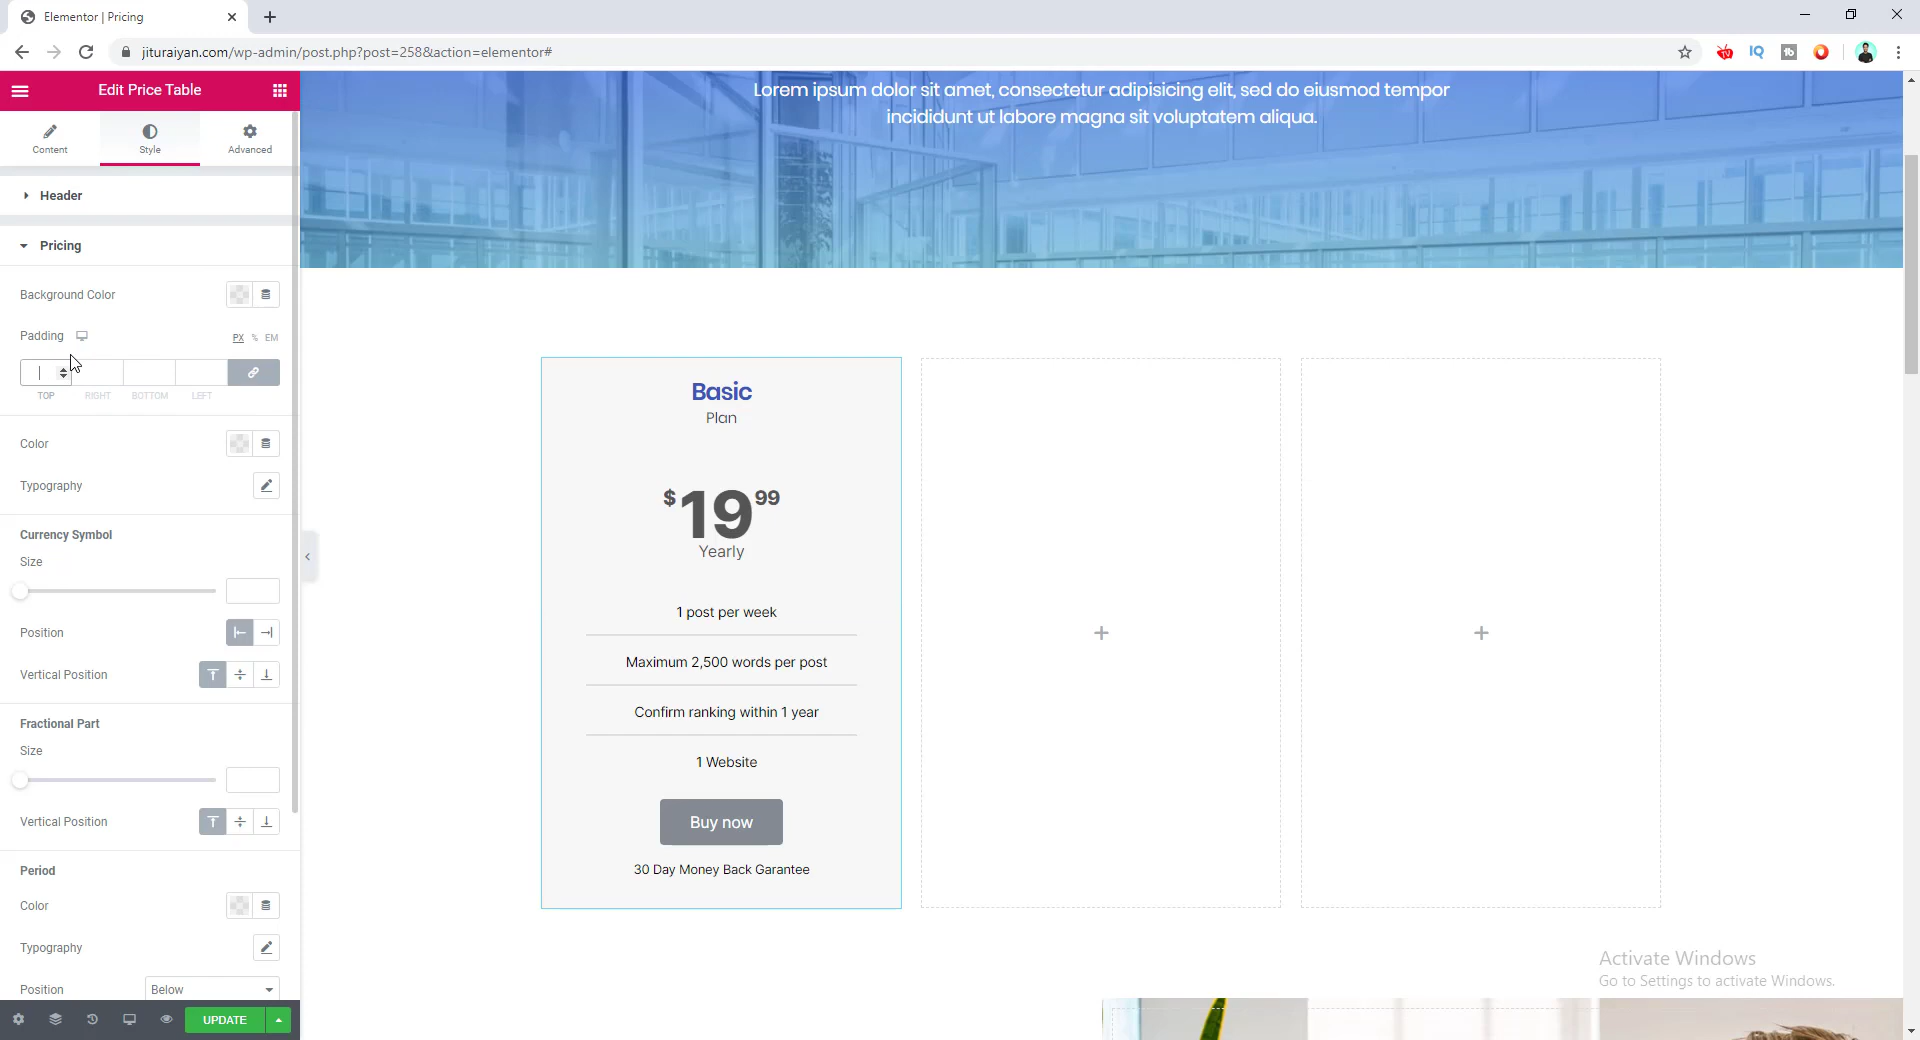 Elementor | Pricing
jituraiyan.com/wp-admin/post.php?post=258&action=elementor#
Edit Price Table
Content
Style
Advanced
Header
Pricing
Background Color
Padding
PX % EM
TOP RIGHT BOTTOM LEFT
Color
Typography
Currency Symbol
Size
Position
Vertical Position
Fractional Part
Size
Vertical Position
Period
Color
Typography
Position Below
UPDATE
Lorem ipsum dolor sit amet, consectetur adipisicing elit, sed do eiusmod tempor
incididunt ut labore magna sit voluptatem aliqua.
Basic
Plan
$19 99
Yearly
1 post per week
Maximum 2,500 words per post
Confirm ranking within 1 year
1 Website
Buy now
30 Day Money Back Garantee
Activate Windows
Go to Settings to activate Windows.